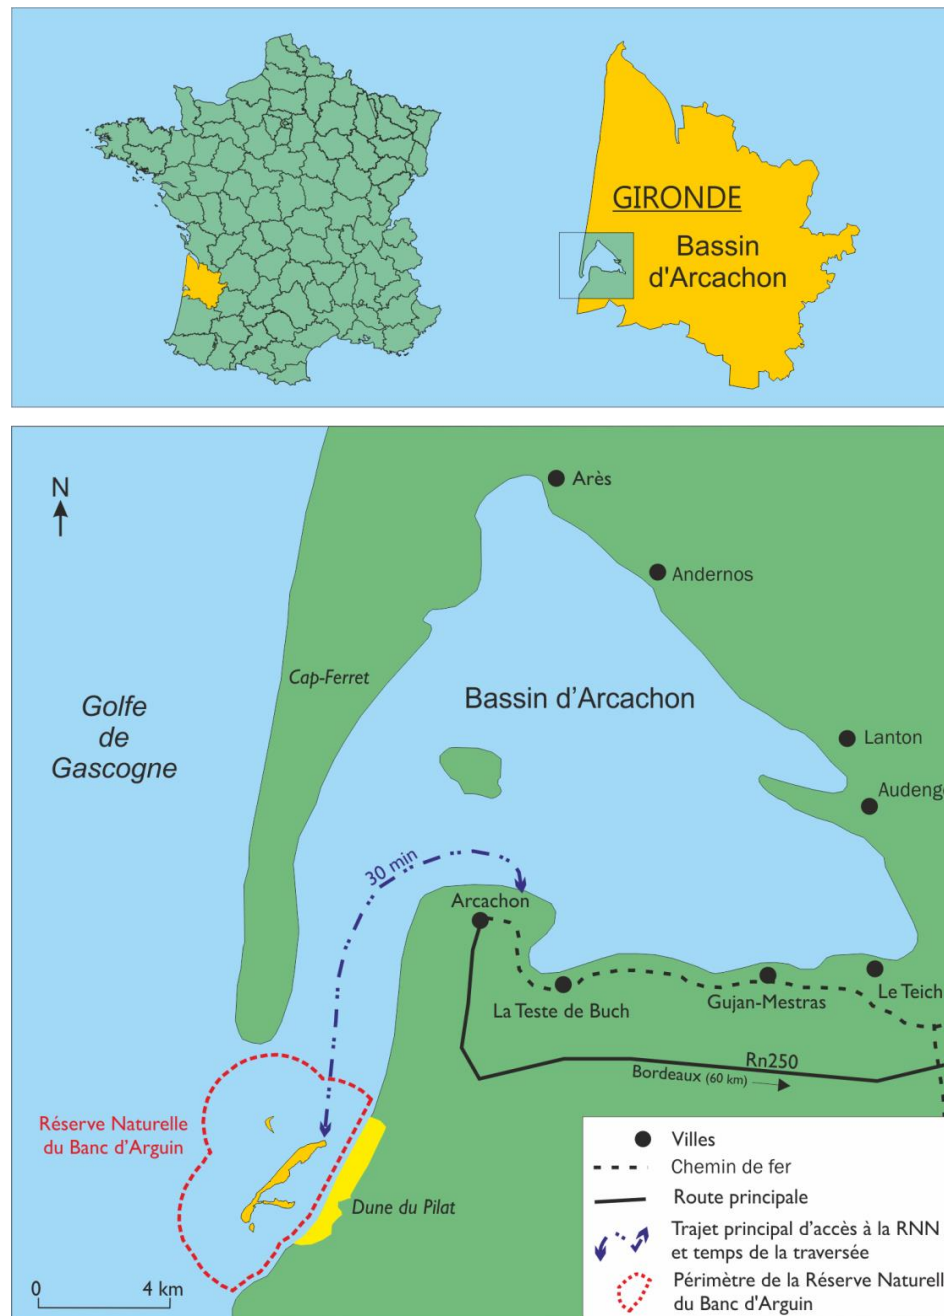 GIRONDE
Bassin
d'Arcachon
N
Arès
Andernos
Cap-Ferret
Bassin d'Arcachon
Golfe
de
Gascogne
Lanton
Audenge
30 min
Arcachon
La Teste de Buch
Gujan-Mestras
Le Teich
Rn250
Bordeaux (60 km)
Réserve Naturelle
du Banc d'Arguin
Dune du Pilat
0 4 km
Villes
Chemin de fer
Route principale
Trajet principal d'accès à la RNN
et temps de la traversée
Périmètre de la Réserve Naturell
du Banc d'Arguin